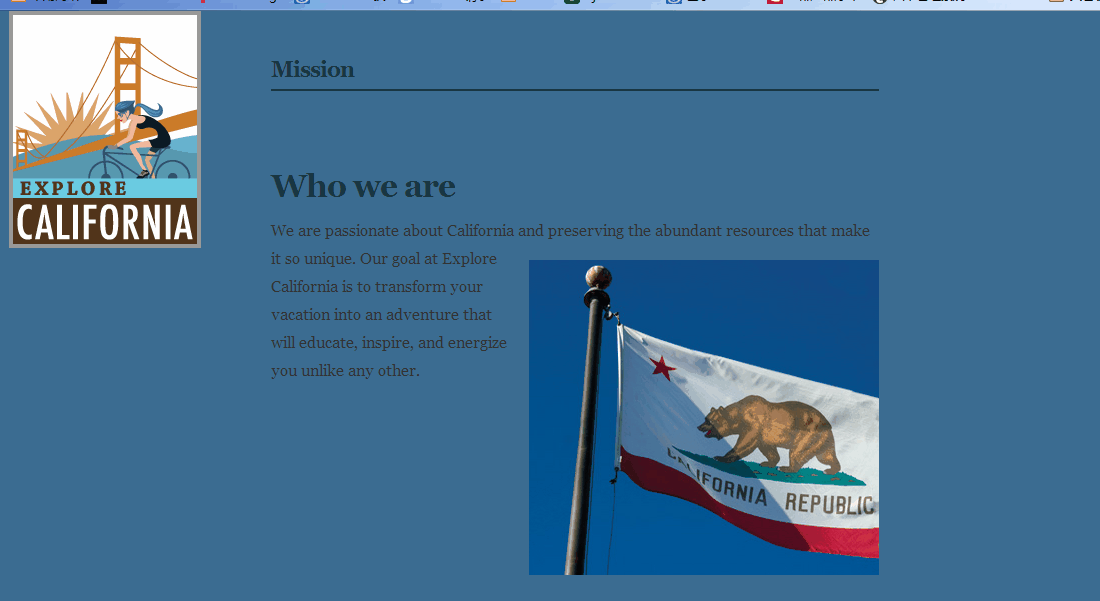 EXPLORE
CALIFORNIA
Mission
Who we are
We are passionate about California and preserving the abundant resources that make
it so unique. Our goal at Explore
California is to transform your
vacation into an adventure that
will educate, inspire, and energize
you unlike any other.
CALIFORNIA REPUBLIC